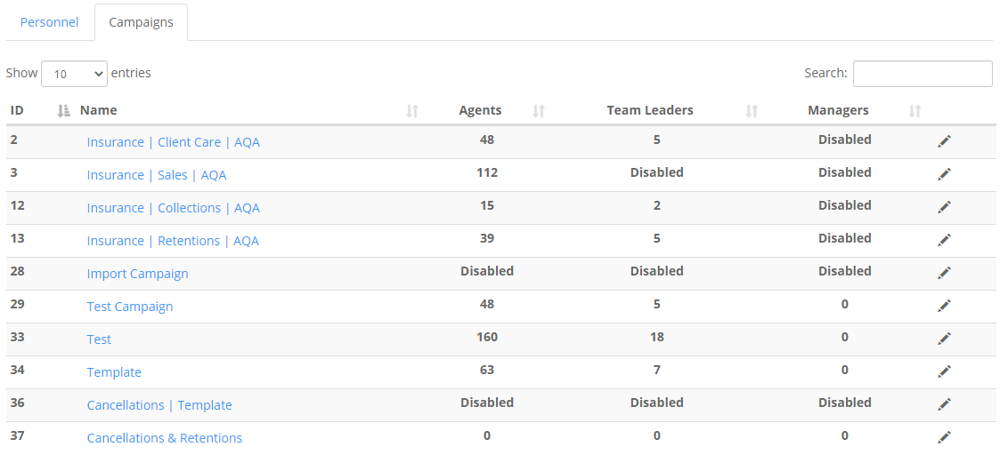 Personnel Campaigns
Show 10 entries Search:
ID Name Agents Team Leaders Managers
2 Insurance | Client Care | AQA 48 5 Disabled
3 Insurance | Sales | AQA 112 Disabled Disabled
12 Insurance | Collections | AQA 15 2 Disabled
13 Insurance | Retentions | AQA 39 5 Disabled
28 Import Campaign Disabled Disabled Disabled
29 Test Campaign 48 5 0
33 Test 160 18 0
34 Template 63 7 0
36 Cancellations | Template Disabled Disabled Disabled
37 Cancellations & Retentions 0 0 0